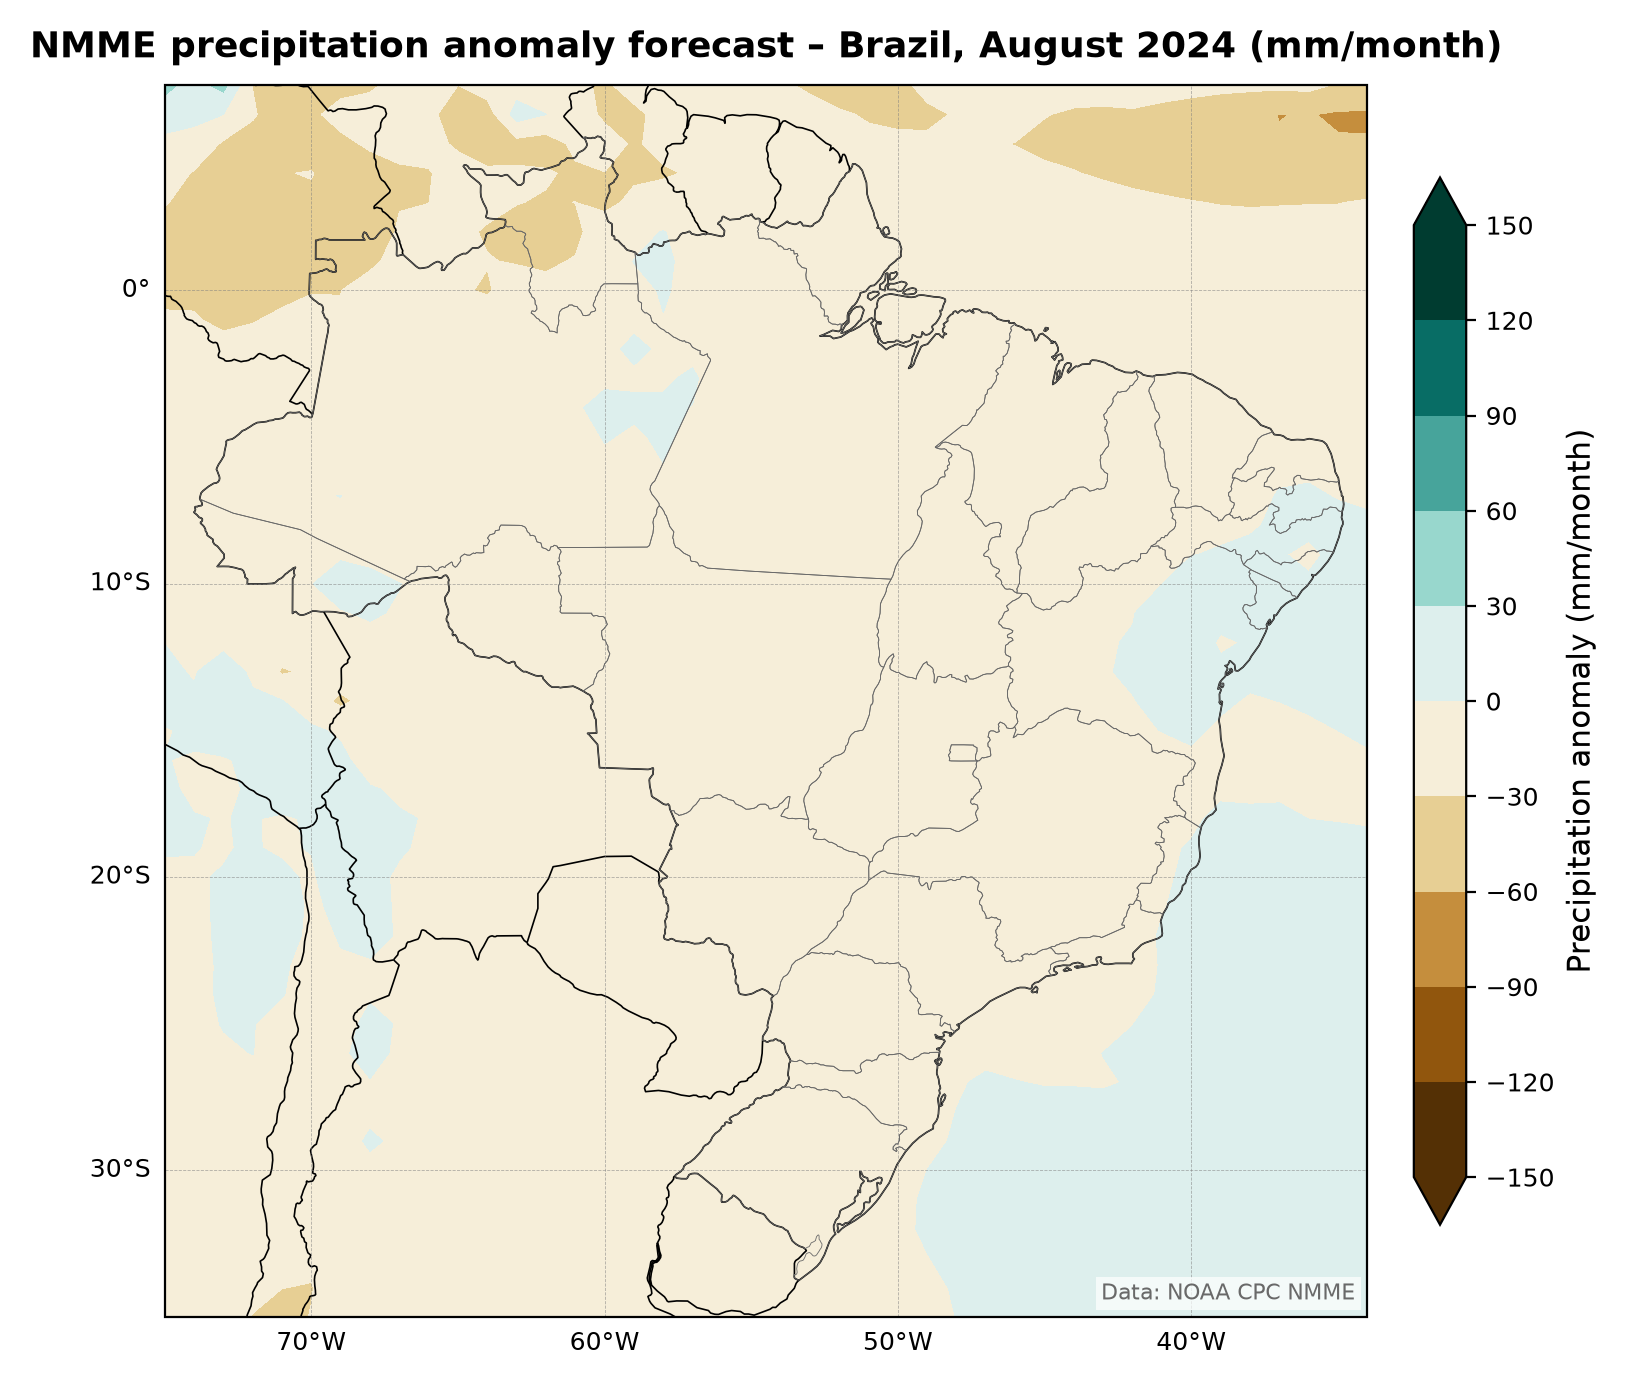 NMME precipitation anomaly forecast – Brazil, August 2024 (mm/month)
0°
10°S
20°S
30°S
70°W
60°W
50°W
40°W
Data: NOAA CPC NMME
150
120
90
60
30
0
−30
−60
−90
−120
−150
Precipitation anomaly (mm/month)